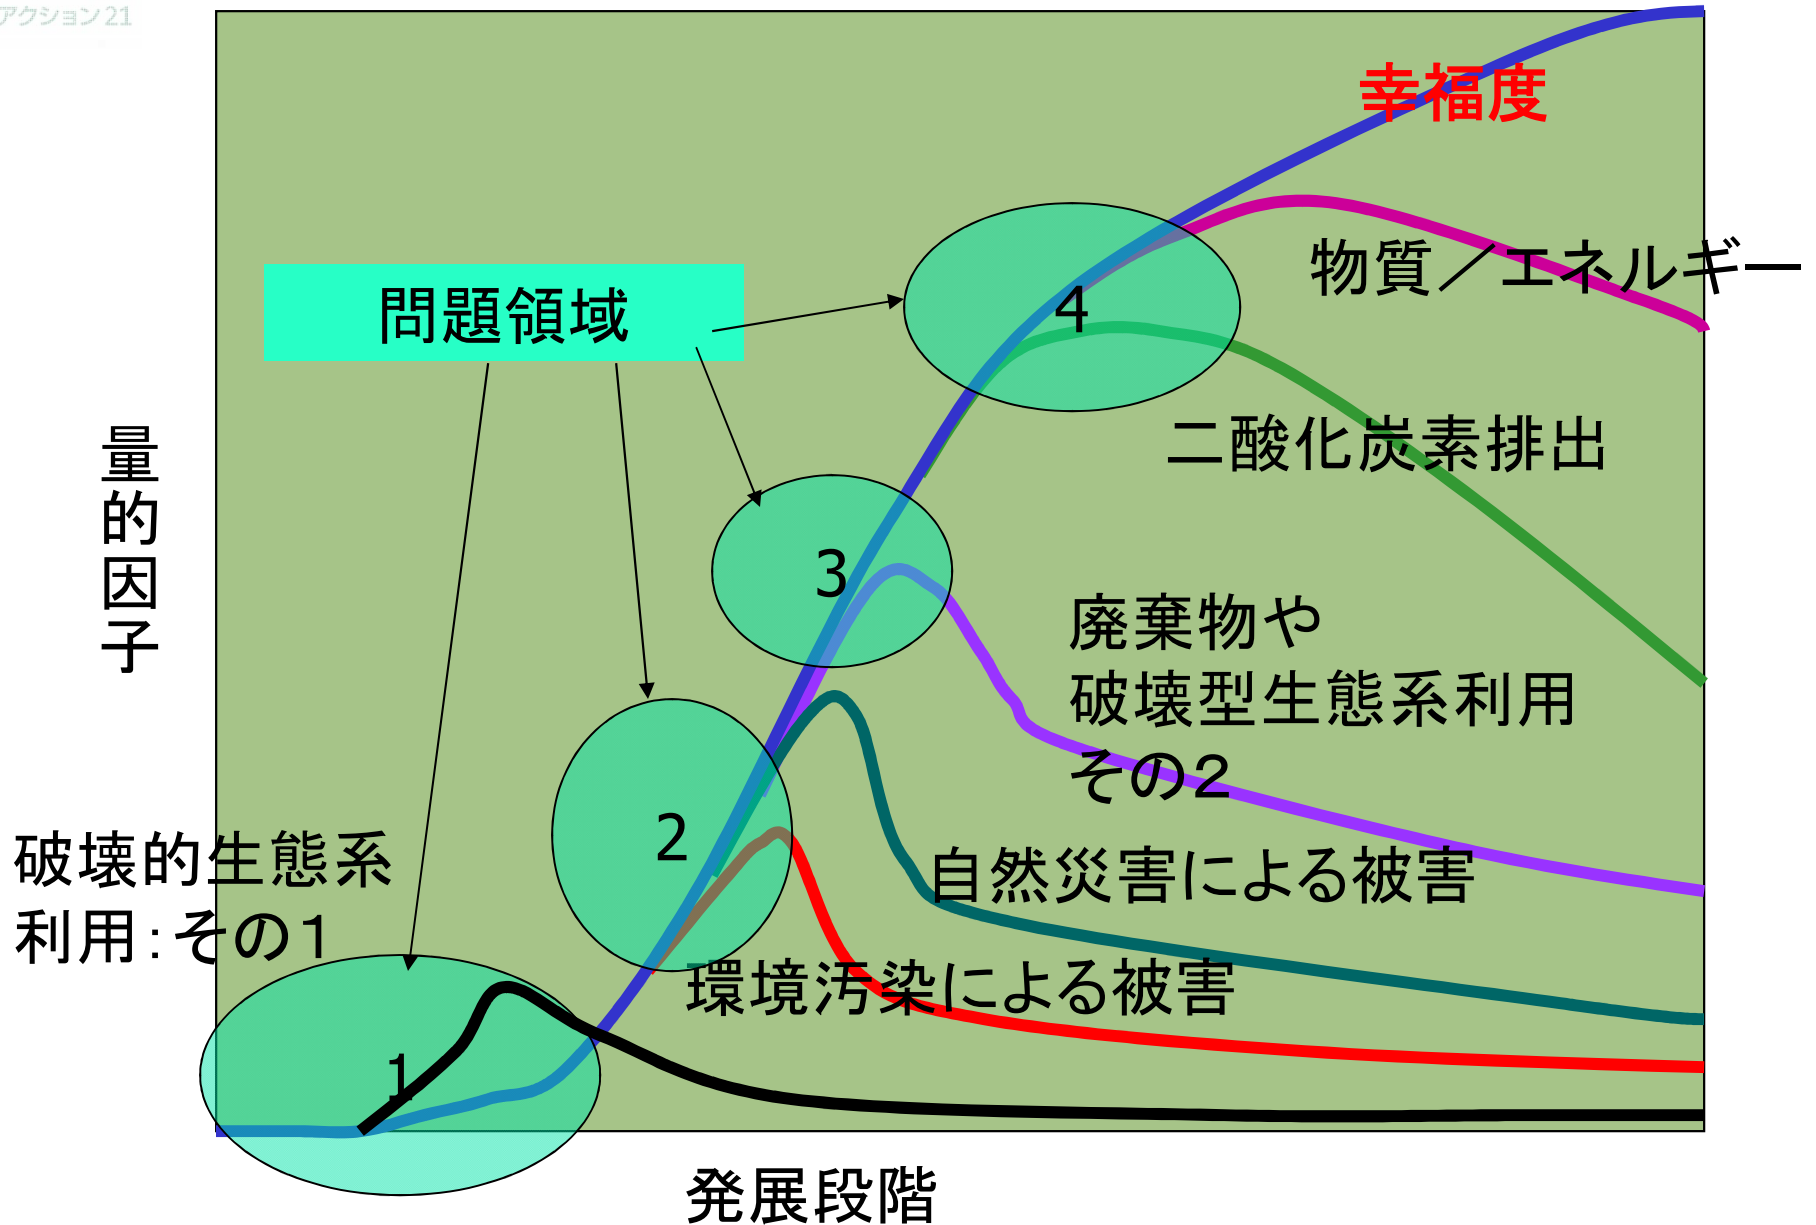 アクション21
幸福度
物質／エネルギー
問題領域
4
二酸化炭素排出
量的因子
3
廃棄物や
破壊型生態系利用
その２
2
破壊的生態系
利用：その１
自然災害による被害
環境汚染による被害
1
発展段階